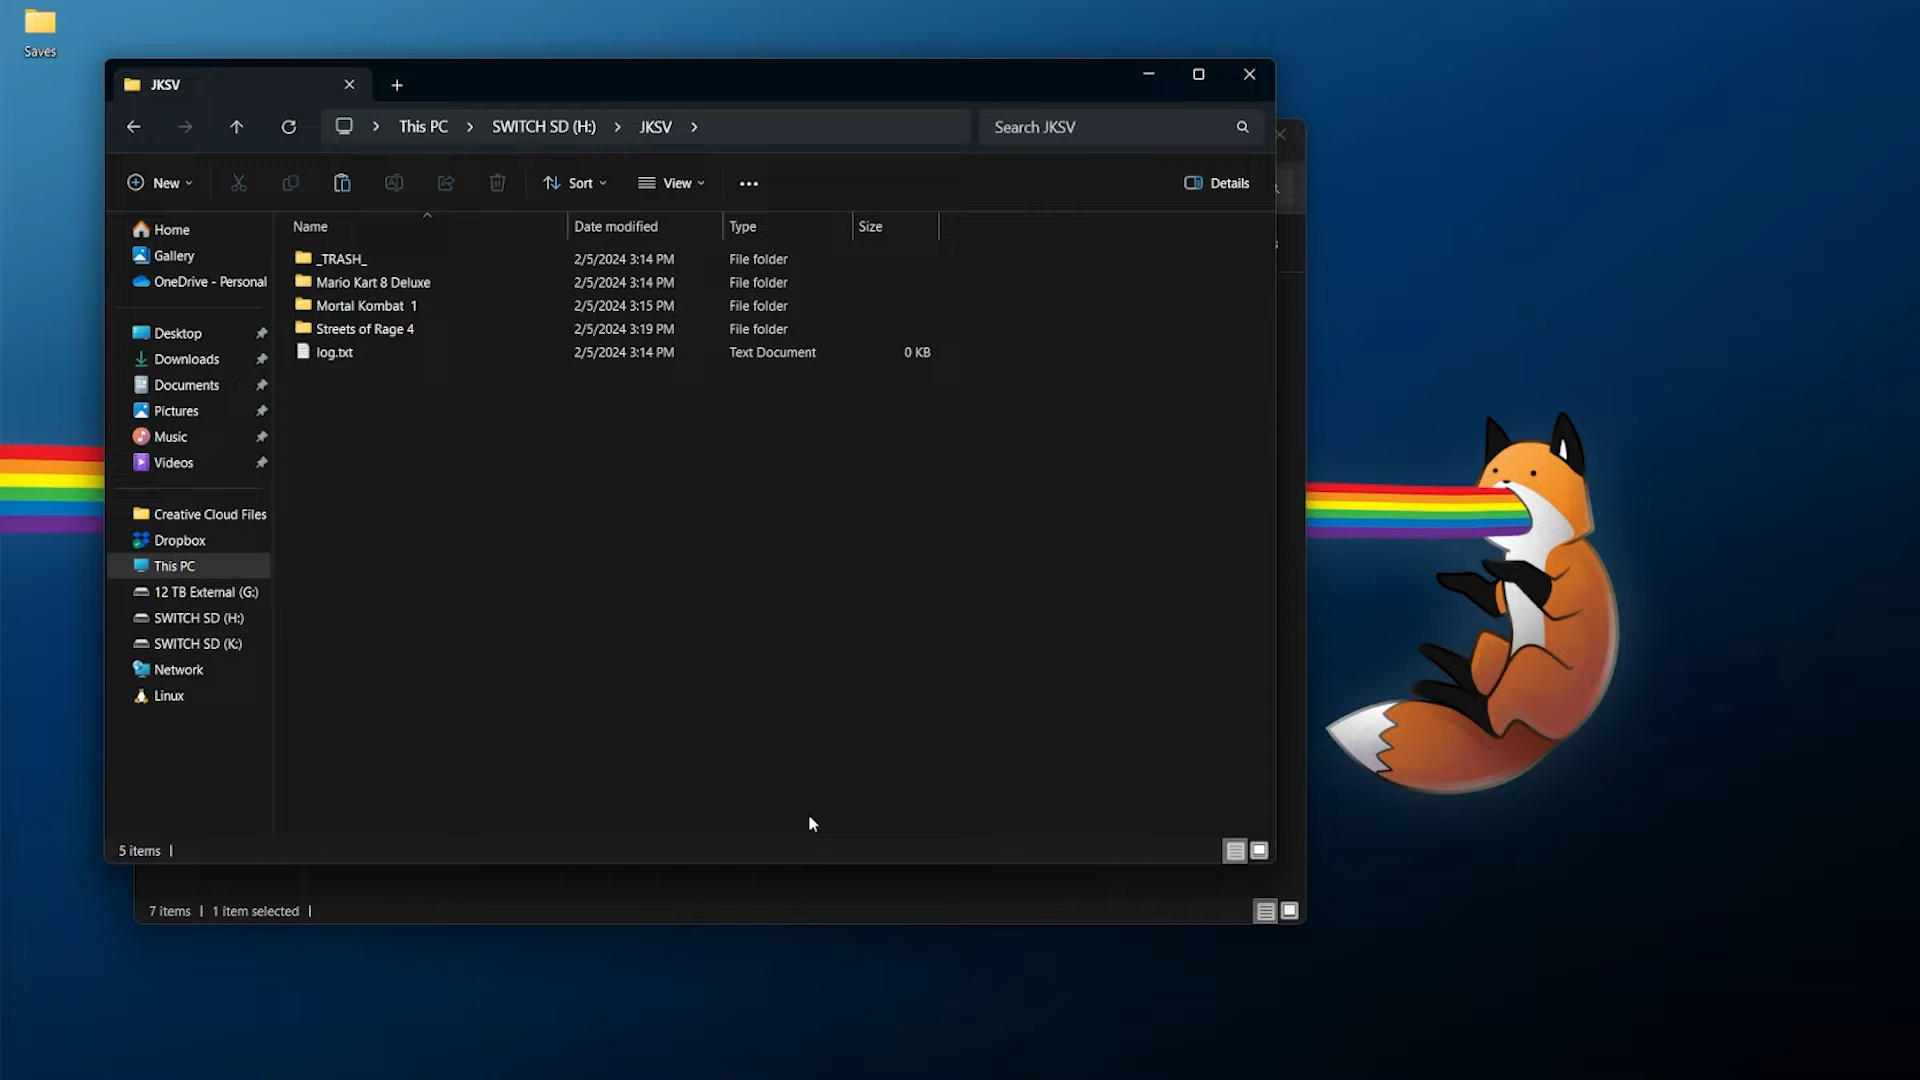 Saves
JKSV
This PC
SWITCH SD (H:)
JKSV
Search JKSV
New
Sort
View
Details
Name
Date modified
Type
Size
_TRASH_ 2/5/2024 3:14 PM File folder
Mario Kart 8 Deluxe 2/5/2024 3:14 PM File folder
Mortal Kombat  1 2/5/2024 3:15 PM File folder
Streets of Rage 4 2/5/2024 3:19 PM File folder
log.txt 2/5/2024 3:14 PM Text Document 0 KB
Home
Gallery
OneDrive - Personal
Desktop
Downloads
Documents
Pictures
Music
Videos
Creative Cloud Files
Dropbox
This PC
12 TB External (G:)
SWITCH SD (H:)
SWITCH SD (K:)
Network
Linux
5 items
7 items
1 item selected